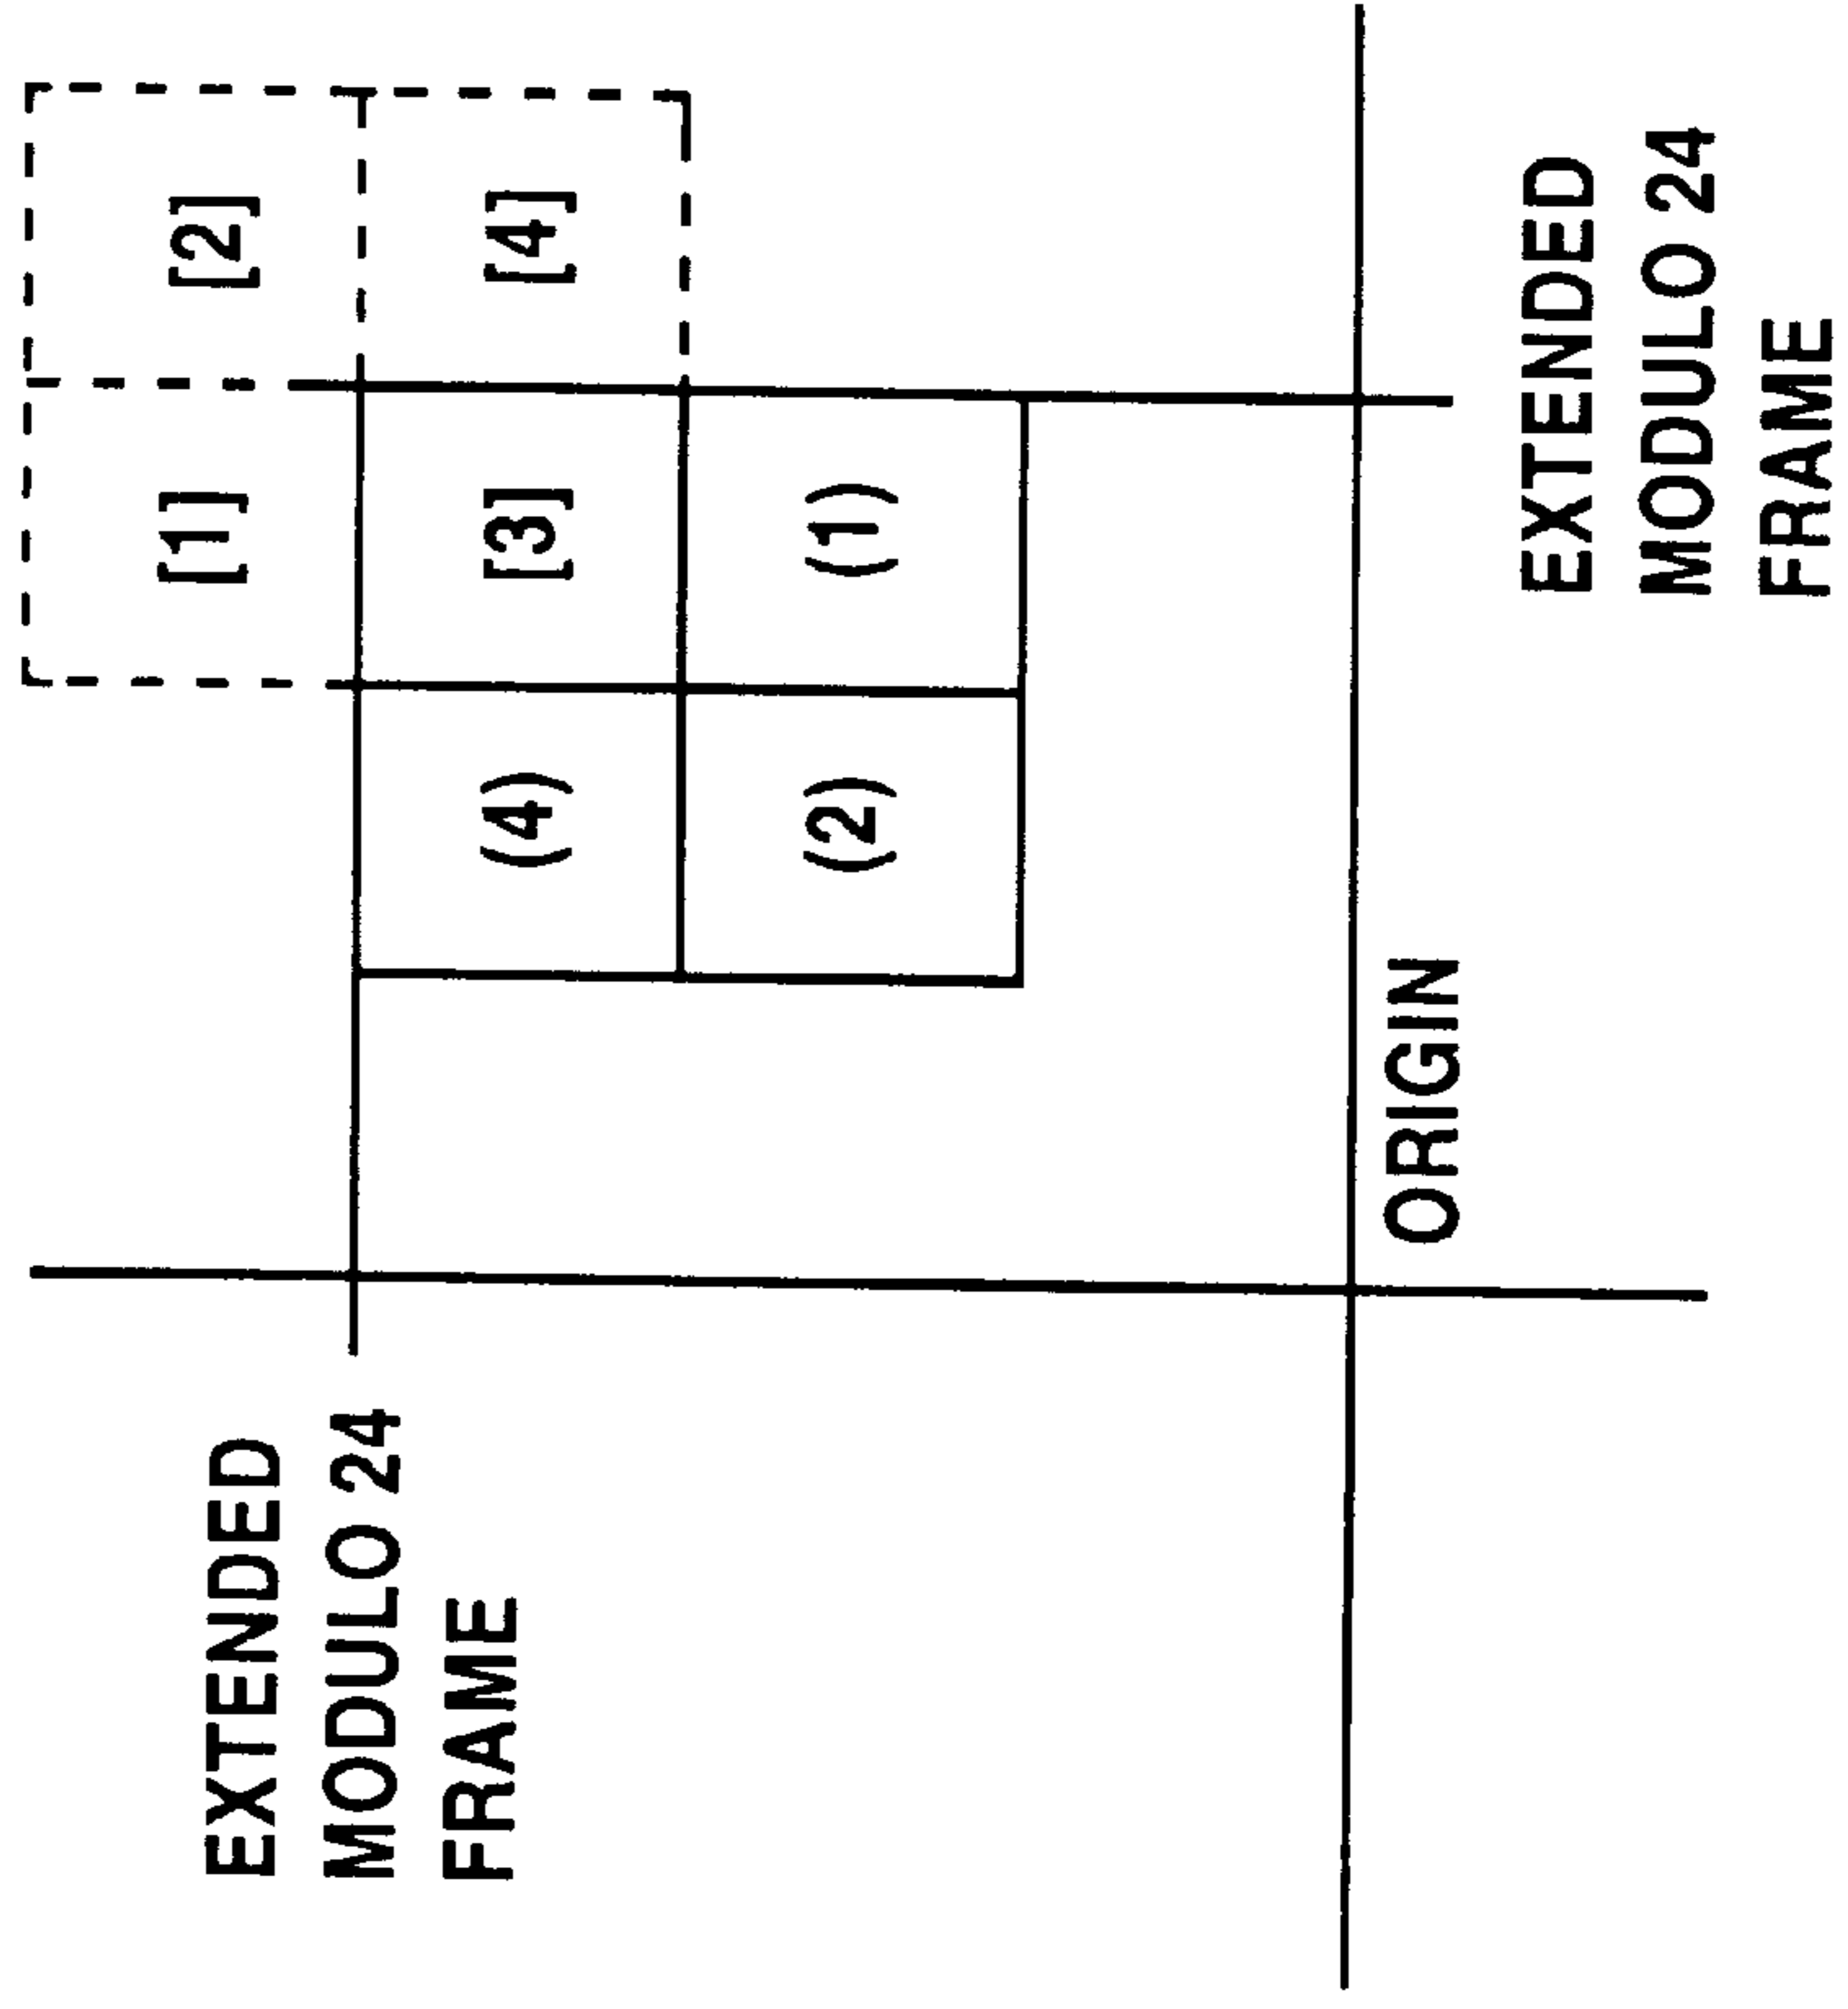 [1] [2]
EXTENDED
MODULO 24
FRAME
(4) [3] [4]
(2) (1)
ORIGIN
EXTENDED
MODULO 24
FRAME